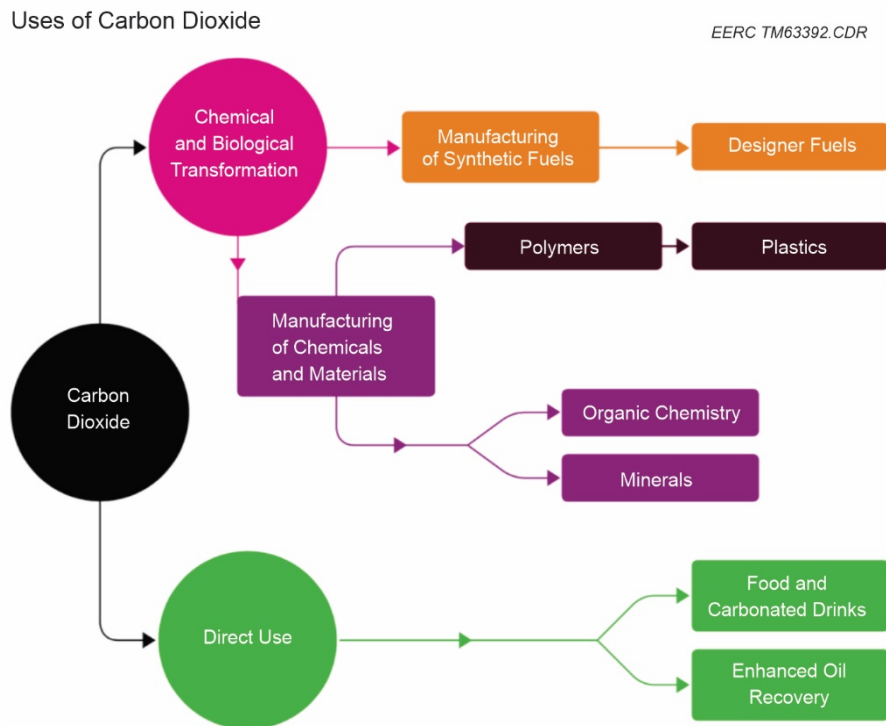 Uses of Carbon Dioxide
EERC TM63392.CDR
Chemical
and Biological
Transformation
Manufacturing
of Synthetic Fuels
Designer Fuels
Polymers
Plastics
Manufacturing
of Chemicals
and Materials
Carbon
Dioxide
Organic Chemistry
Minerals
Direct Use
Food and
Carbonated Drinks
Enhanced Oil
Recovery